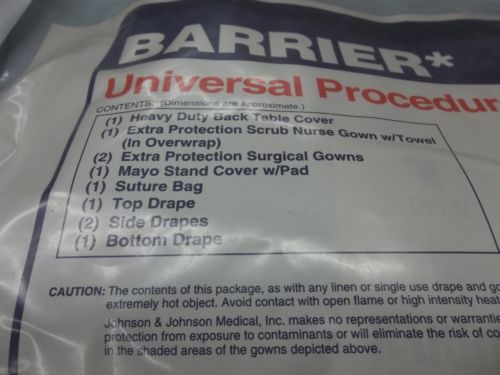 BARRIER*
Universal Procedur
CONTENTS: (Dimensions are approximate.)
(1) Heavy Duty Back Table Cover
(1) Extra Protection Scrub Nurse Gown w/Towel
(In Overwrap)
(2) Extra Protection Surgical Gowns
(1) Mayo Stand Cover w/Pad
(1) Suture Bag
(1) Top Drape
(2) Side Drapes
(1) Bottom Drape
CAUTION: The contents of this package, as with any linen or single use drape and go
extremely hot object. Avoid contact with open flame or high intensity heat
Johnson & Johnson Medical, Inc. makes no representations or warrantie
protection from exposure to contaminants or will eliminate the risk of co
in the shaded areas of the gowns depicted above.